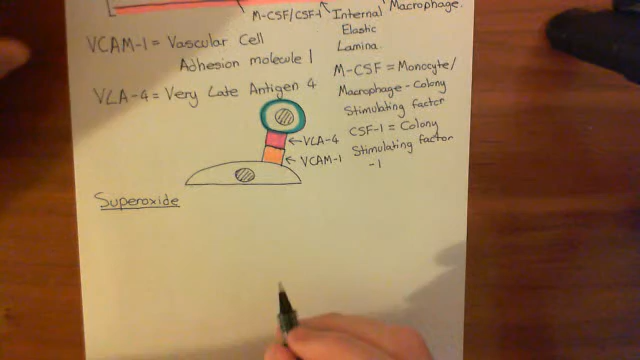 M-CSF/CSF-1
Internal
Elastic
Lamina.
Macrophage.
VCAM-1 = Vascular Cell
Adhesion molecule 1
VLA-4 = Very Late Antigen 4
M-CSF = Monocyte/
Macrophage-Colony
Stimulating factor
CSF-1 = Colony
Stimulating factor
-1
VLA-4
VCAM-1
Superoxide